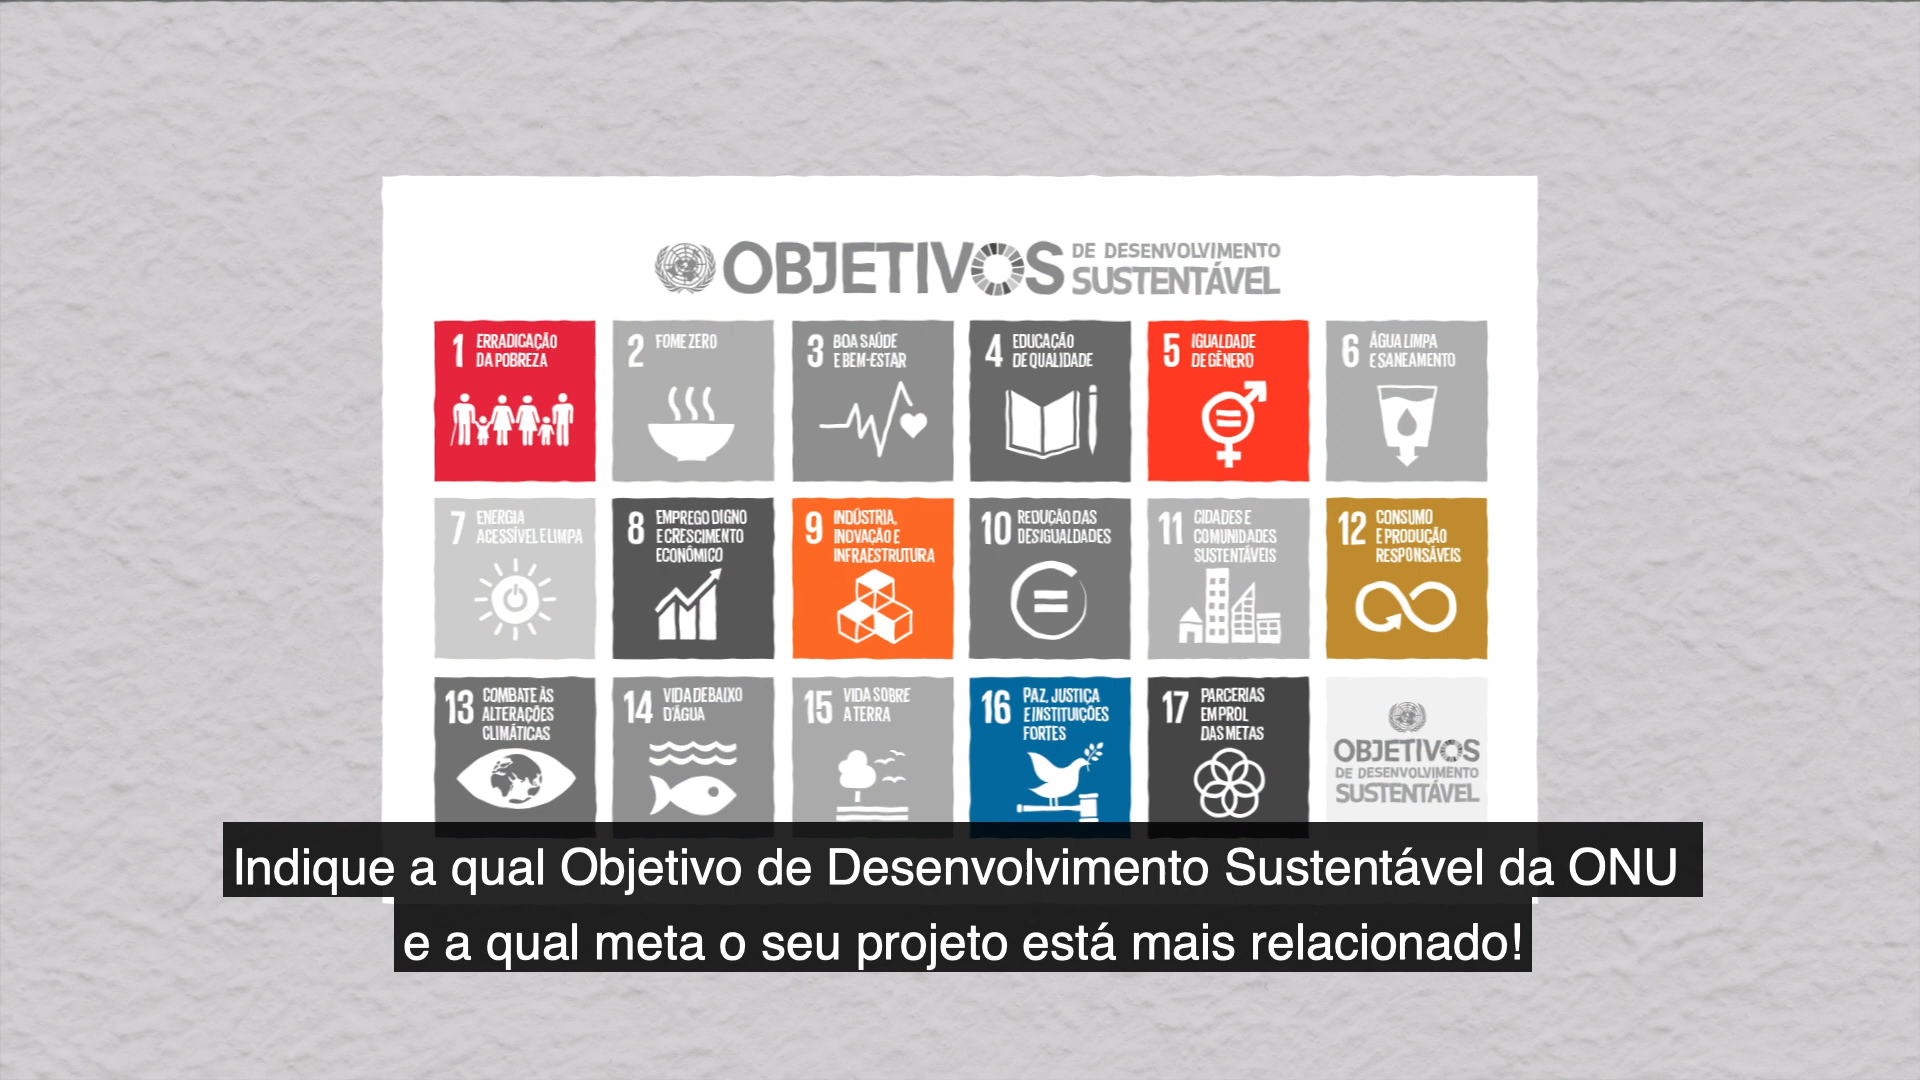 OBJETIVOS DE DESENVOLVIMENTO
SUSTENTÁVEL
1 ERRADICAÇÃO
DA POBREZA
2 FOME ZERO
3 BOA SAÚDE
E BEM-ESTAR
4 EDUCAÇÃO
DE QUALIDADE
5 IGUALDADE
DE GÊNERO
6 ÁGUA LIMPA
E SANEAMENTO
7 ENERGIA
ACESSÍVEL E LIMPA
8 EMPREGO DIGNO
E CRESCIMENTO
ECONÔMICO
9 INDÚSTRIA,
INOVAÇÃO E
INFRAESTRUTURA
10 REDUÇÃO DAS
DESIGUALDADES
11 CIDADES E
COMUNIDADES
SUSTENTÁVEIS
12 CONSUMO
E PRODUÇÃO
RESPONSÁVEIS
13 COMBATE ÀS
ALTERAÇÕES
CLIMÁTICAS
14 VIDA DEBAIXO
D'ÁGUA
15 VIDA SOBRE
A TERRA
16 PAZ, JUSTIÇA
E INSTITUIÇÕES
FORTES
17 PARCERIAS
EM PROL
DAS METAS
OBJETIVOS
DE DESENVOLVIMENTO
SUSTENTÁVEL
Indique a qual Objetivo de Desenvolvimento Sustentável da ONU
e a qual meta o seu projeto está mais relacionado!